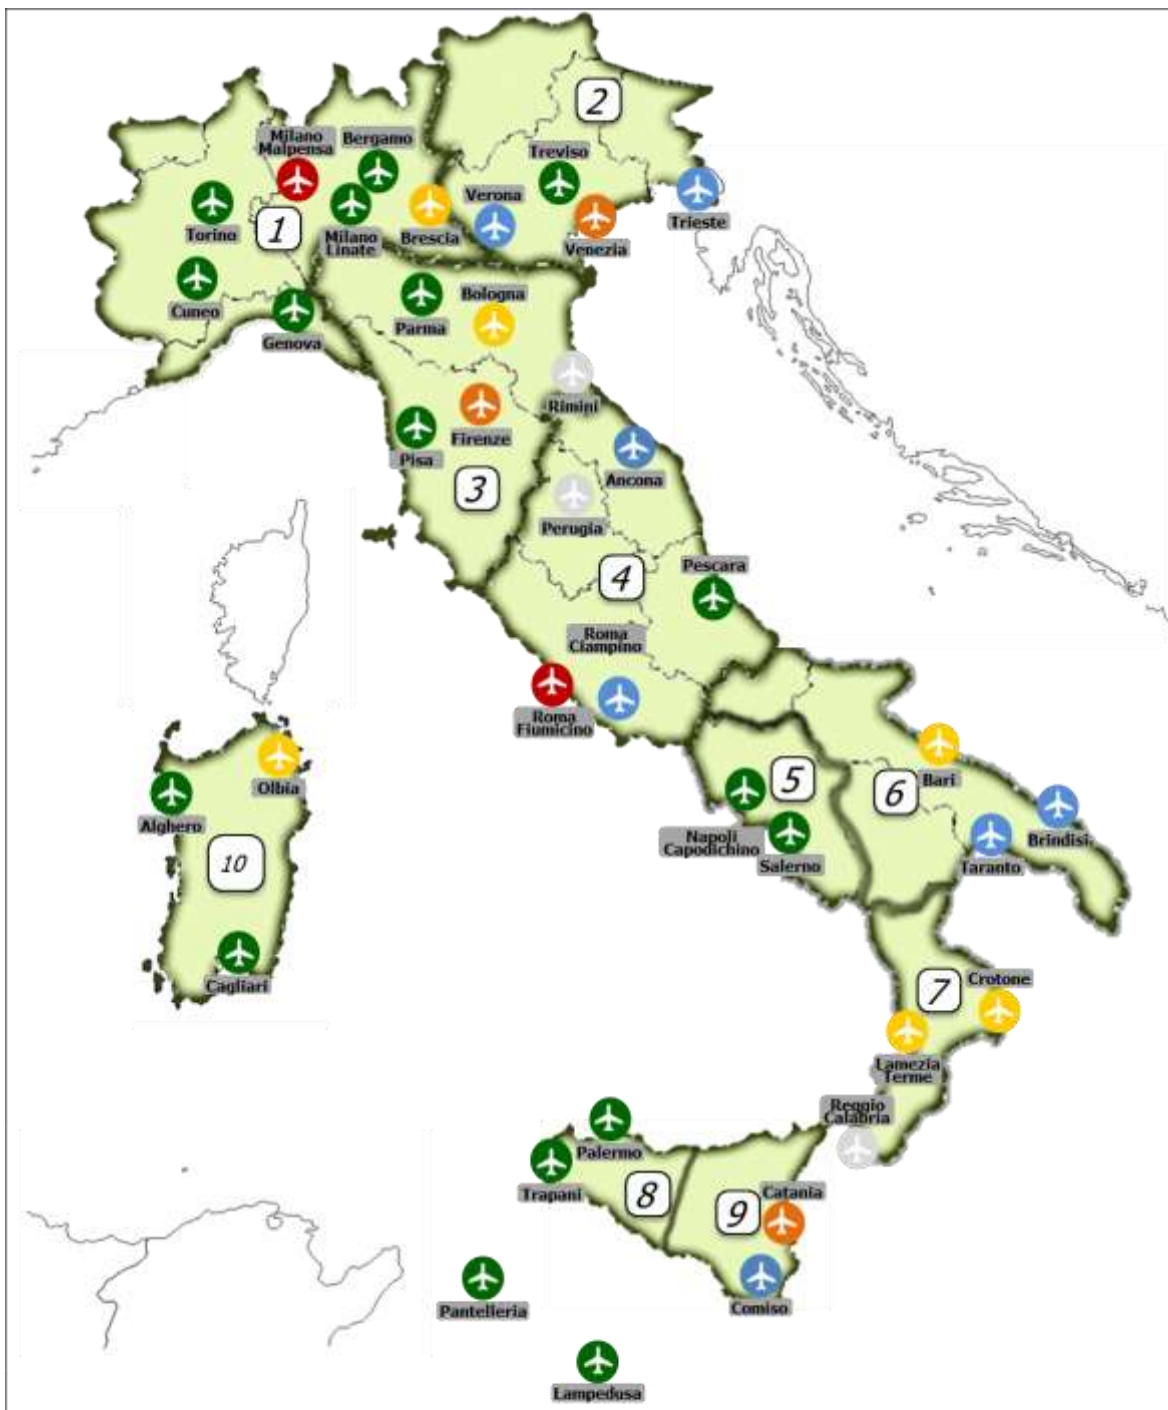 2
Milano
Malpensa
Bergamo
Treviso
Verona
Torino
1
Milano
Linate
Brescia
Venezia
Trieste
Cuneo
Genova
Parma
Bologna
Rimini
Firenze
Pisa
3
Ancona
Perugia
4
Pescara
Roma
Ciampino
Roma
Fiumicino
Olbia
Alghero
10
Cagliari
5
6
Bari
Napoli
Capodichino
Salerno
Taranto
Brindisi
7
Crotone
Lamezia
Terme
Reggio
Calabria
Palermo
Trapani
8
9
Catania
Comiso
Pantelleria
Lampedusa